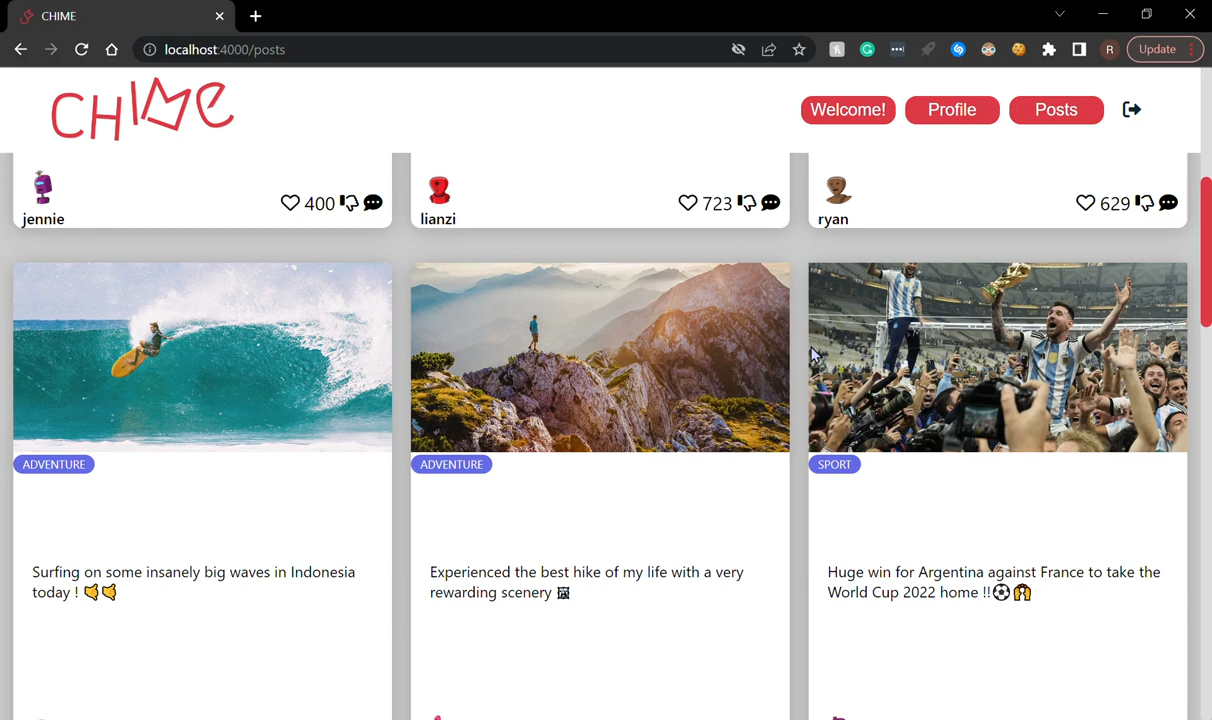 CHIME
localhost:4000/posts
R
Update
CHIME
Welcome!
Profile
Posts
jennie
400
lianzi
723
ryan
629
ADVENTURE
ADVENTURE
SPORT
Surfing on some insanely big waves in Indonesia
today ! 🤙🤙
Experienced the best hike of my life with a very
rewarding scenery 🖼
Huge win for Argentina against France to take the
World Cup 2022 home !!⚽🙌